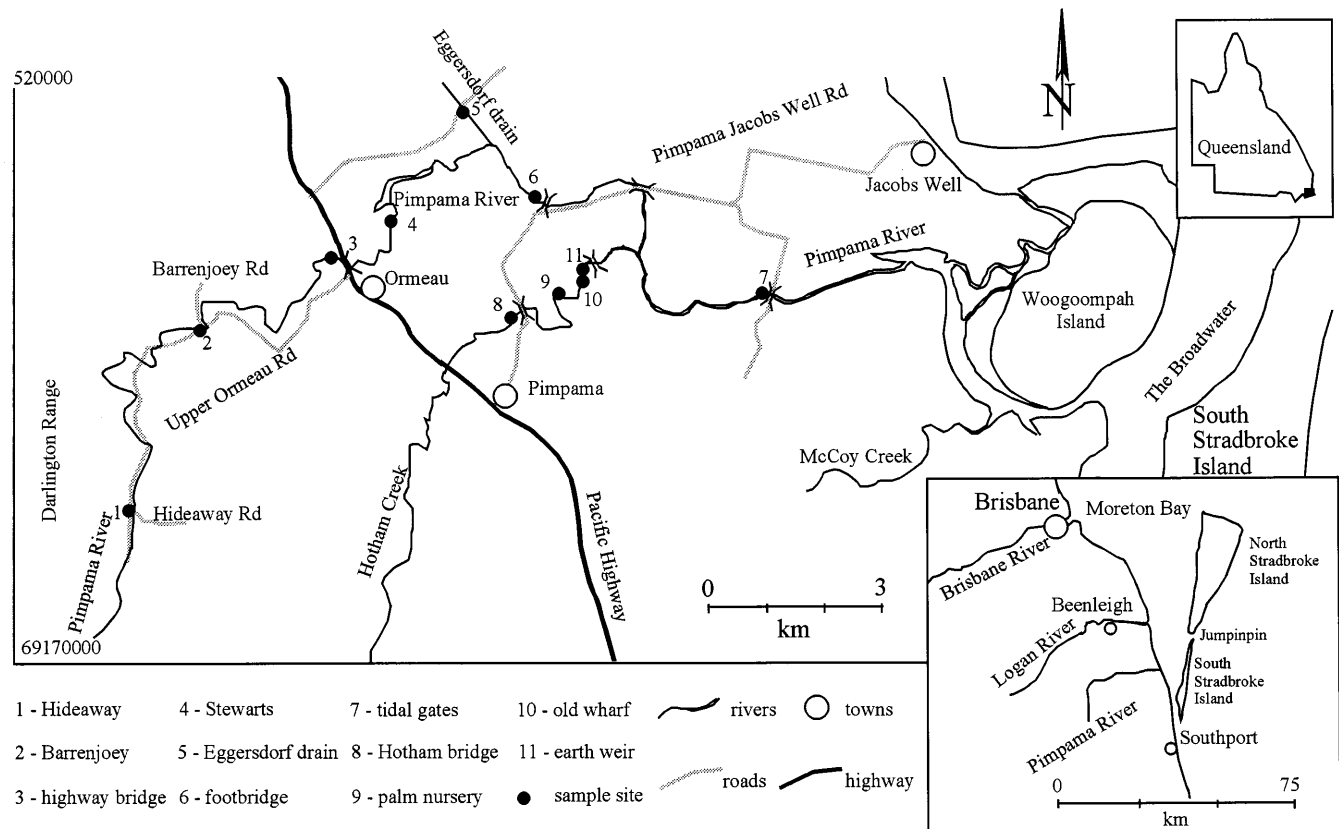 520000
Eggersdorf drain
5
N
Pimpama Jacobs Well Rd
Queensland
Jacobs Well
6
Pimpama River
4
3
Barrenjoey Rd
Ormeau
Pimpama River
11
9
10
7
8
Woogoompah
Island
2
Upper Ormeau Rd
The Broadwater
Pimpama
Darlington Range
South
Stradbroke
Island
McCoy Creek
1
Hideaway Rd
Hotham Creek
Pacific Highway
Pimpama River
0
3
km
69170000
Brisbane
Moreton Bay
Brisbane River
North
Stradbroke
Island
Beenleigh
Logan River
Jumpinpin
South
Stradbroke
Island
Pimpama River
Southport
0
75
km
1 - Hideaway
4 - Stewarts
7 - tidal gates
10 - old wharf
rivers
towns
2 - Barrenjoey
5 - Eggersdorf drain
8 - Hotham bridge
11 - earth weir
roads
highway
3 - highway bridge
6 - footbridge
9 - palm nursery
sample site